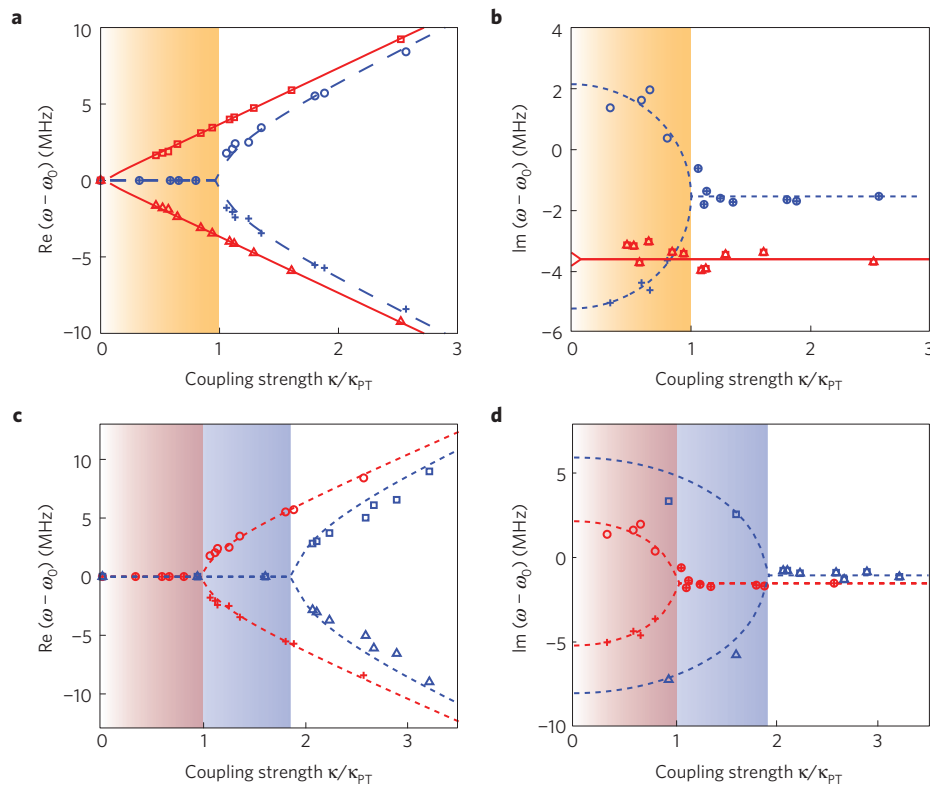 a
10
5
0
−5
−10
Re (ω − ω0) (MHz)
0 1 2 3
Coupling strength κ/κPT
b
4
2
0
−2
−4
−6
Im (ω − ω0) (MHz)
0 1 2 3
Coupling strength κ/κPT
c
10
5
0
−5
−10
Re (ω − ω0) (MHz)
0 1 2 3
Coupling strength κ/κPT
d
5
0
−5
−10
Im (ω − ω0) (MHz)
0 1 2 3
Coupling strength κ/κPT